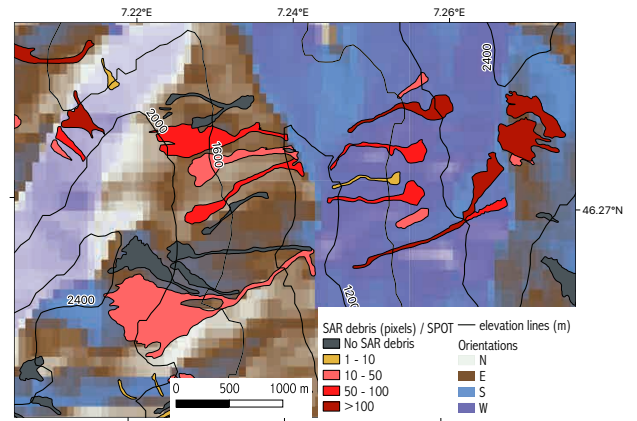 7.22°E 7.24°E 7.26°E
2400
2000
1600
46.27°N
2400
1200
SAR debris (pixels) / SPOT
No SAR debris
1 - 10
10 - 50
50 - 100
>100
elevation lines (m)
Orientations
N
E
S
W
0 500 1000 m